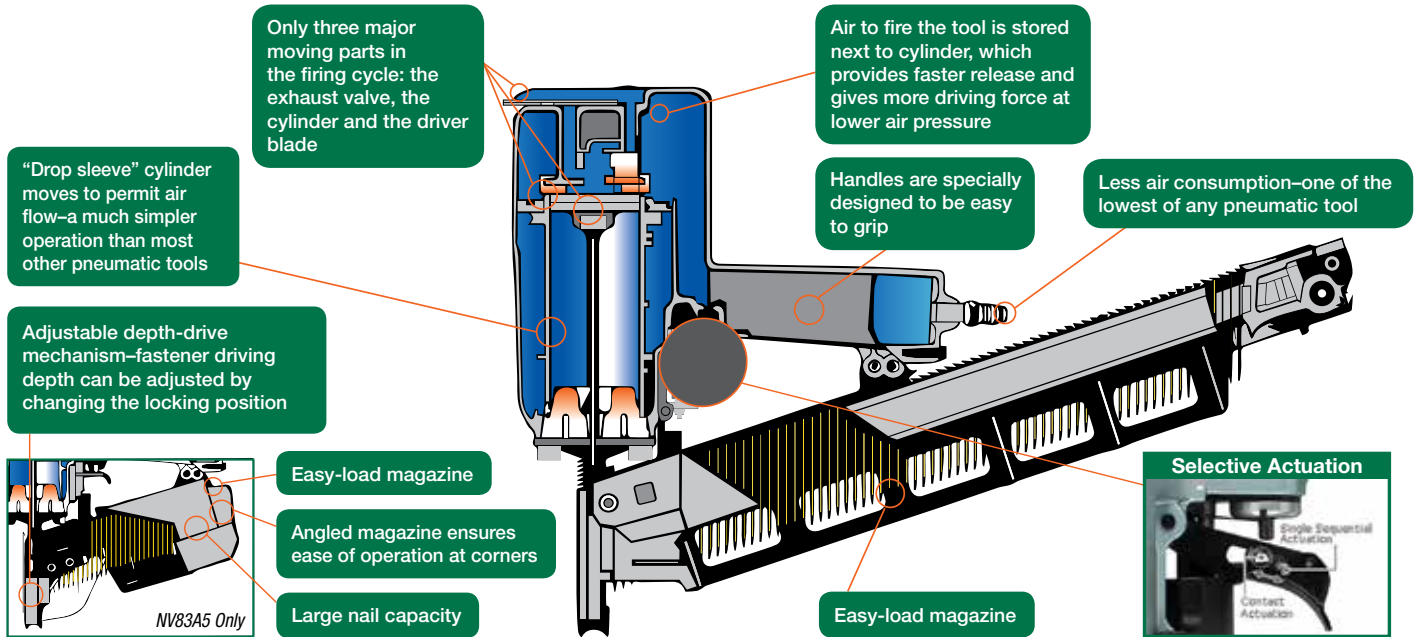 Only three major
moving parts in
the firing cycle: the
exhaust valve, the
cylinder and the driver
blade
Air to fire the tool is stored
next to cylinder, which
provides faster release and
gives more driving force at
lower air pressure
“Drop sleeve” cylinder
moves to permit air
flow–a much simpler
operation than most
other pneumatic tools
Handles are specially
designed to be easy
to grip
Less air consumption–one of the
lowest of any pneumatic tool
Adjustable depth-drive
mechanism–fastener driving
depth can be adjusted by
changing the locking position
Easy-load magazine
Angled magazine ensures
ease of operation at corners
Large nail capacity
NV83A5 Only
Easy-load magazine
Selective Actuation
Single Sequential
Actuation
Contact
Actuation